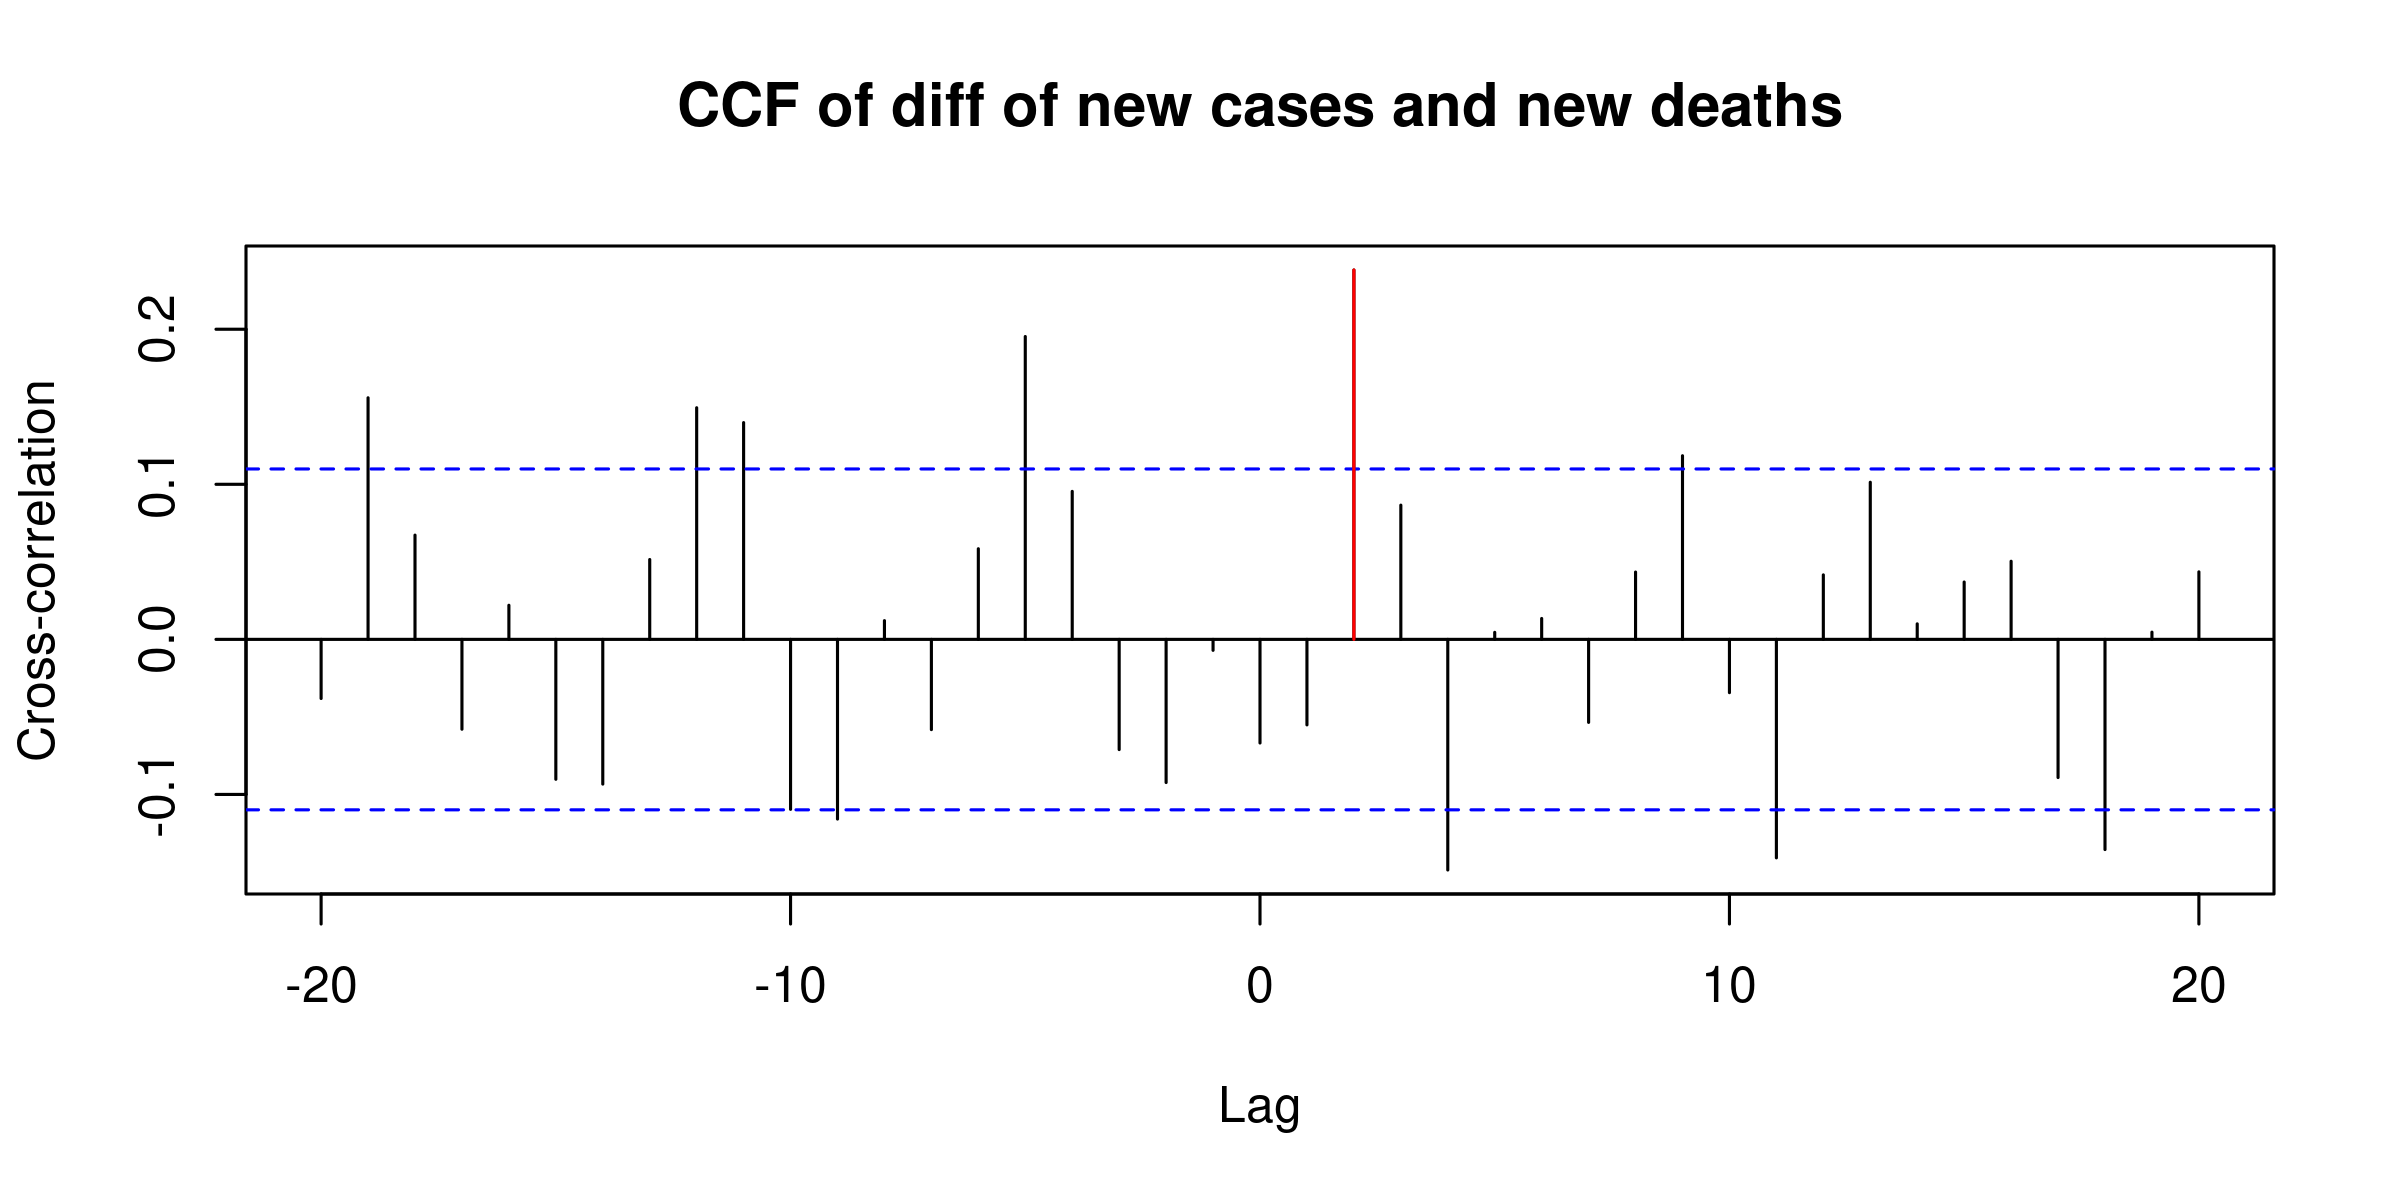 CCF of diff of new cases and new deaths
Cross-correlation
0.2
0.1
0.0
-0.1
-20 -10 0 10 20
Lag